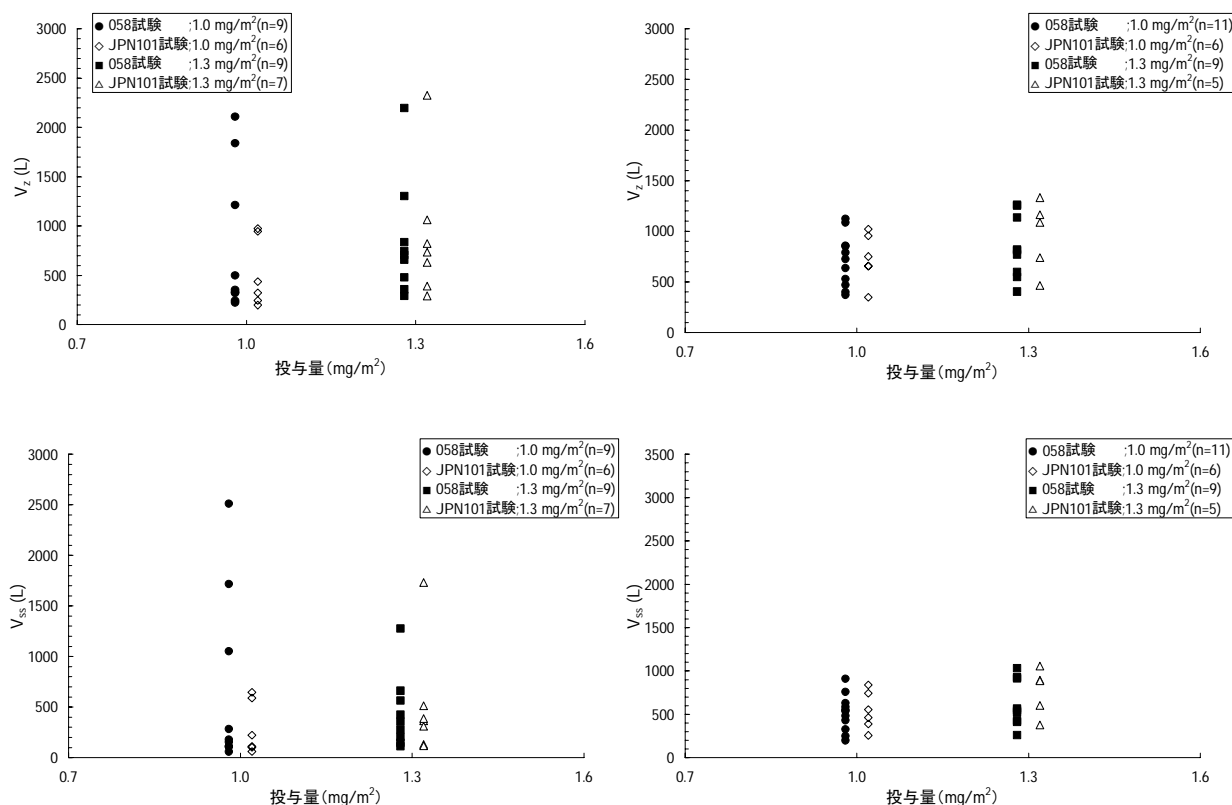 ● 058試験 ;1.0 mg/m²(n=9)
◇ JPN101試験;1.0 mg/m²(n=6)
■ 058試験 ;1.3 mg/m²(n=9)
△ JPN101試験;1.3 mg/m²(n=7)
3000
2500
2000
1500
1000
500
0
V_z (L)
0.7 1.0 1.3 1.6
投与量(mg/m²)
● 058試験 ;1.0 mg/m²(n=11)
◇ JPN101試験;1.0 mg/m²(n=6)
■ 058試験 ;1.3 mg/m²(n=9)
△ JPN101試験;1.3 mg/m²(n=5)
3000
2500
2000
1500
1000
500
0
V_z (L)
0.7 1.0 1.3 1.6
投与量(mg/m²)
● 058試験 ;1.0 mg/m²(n=9)
◇ JPN101試験;1.0 mg/m²(n=6)
■ 058試験 ;1.3 mg/m²(n=9)
△ JPN101試験;1.3 mg/m²(n=7)
3000
2500
2000
1500
1000
500
0
V_ss (L)
0.7 1.0 1.3 1.6
投与量(mg/m²)
● 058試験 ;1.0 mg/m²(n=11)
◇ JPN101試験;1.0 mg/m²(n=6)
■ 058試験 ;1.3 mg/m²(n=9)
△ JPN101試験;1.3 mg/m²(n=5)
3500
3000
2500
2000
1500
1000
500
0
V_ss (L)
0.7 1.0 1.3 1.6
投与量(mg/m²)